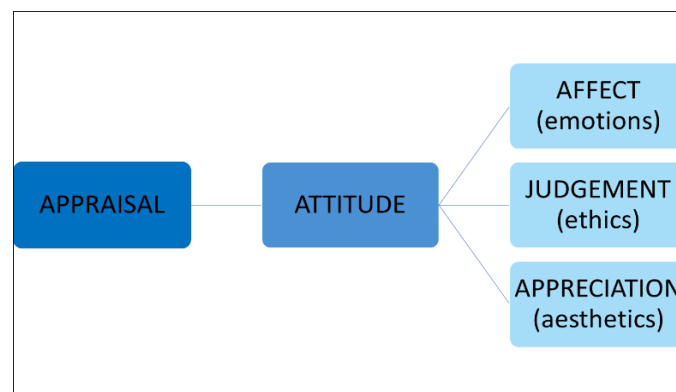 APPRAISAL
ATTITUDE
AFFECT
(emotions)
JUDGEMENT
(ethics)
APPRECIATION
(aesthetics)